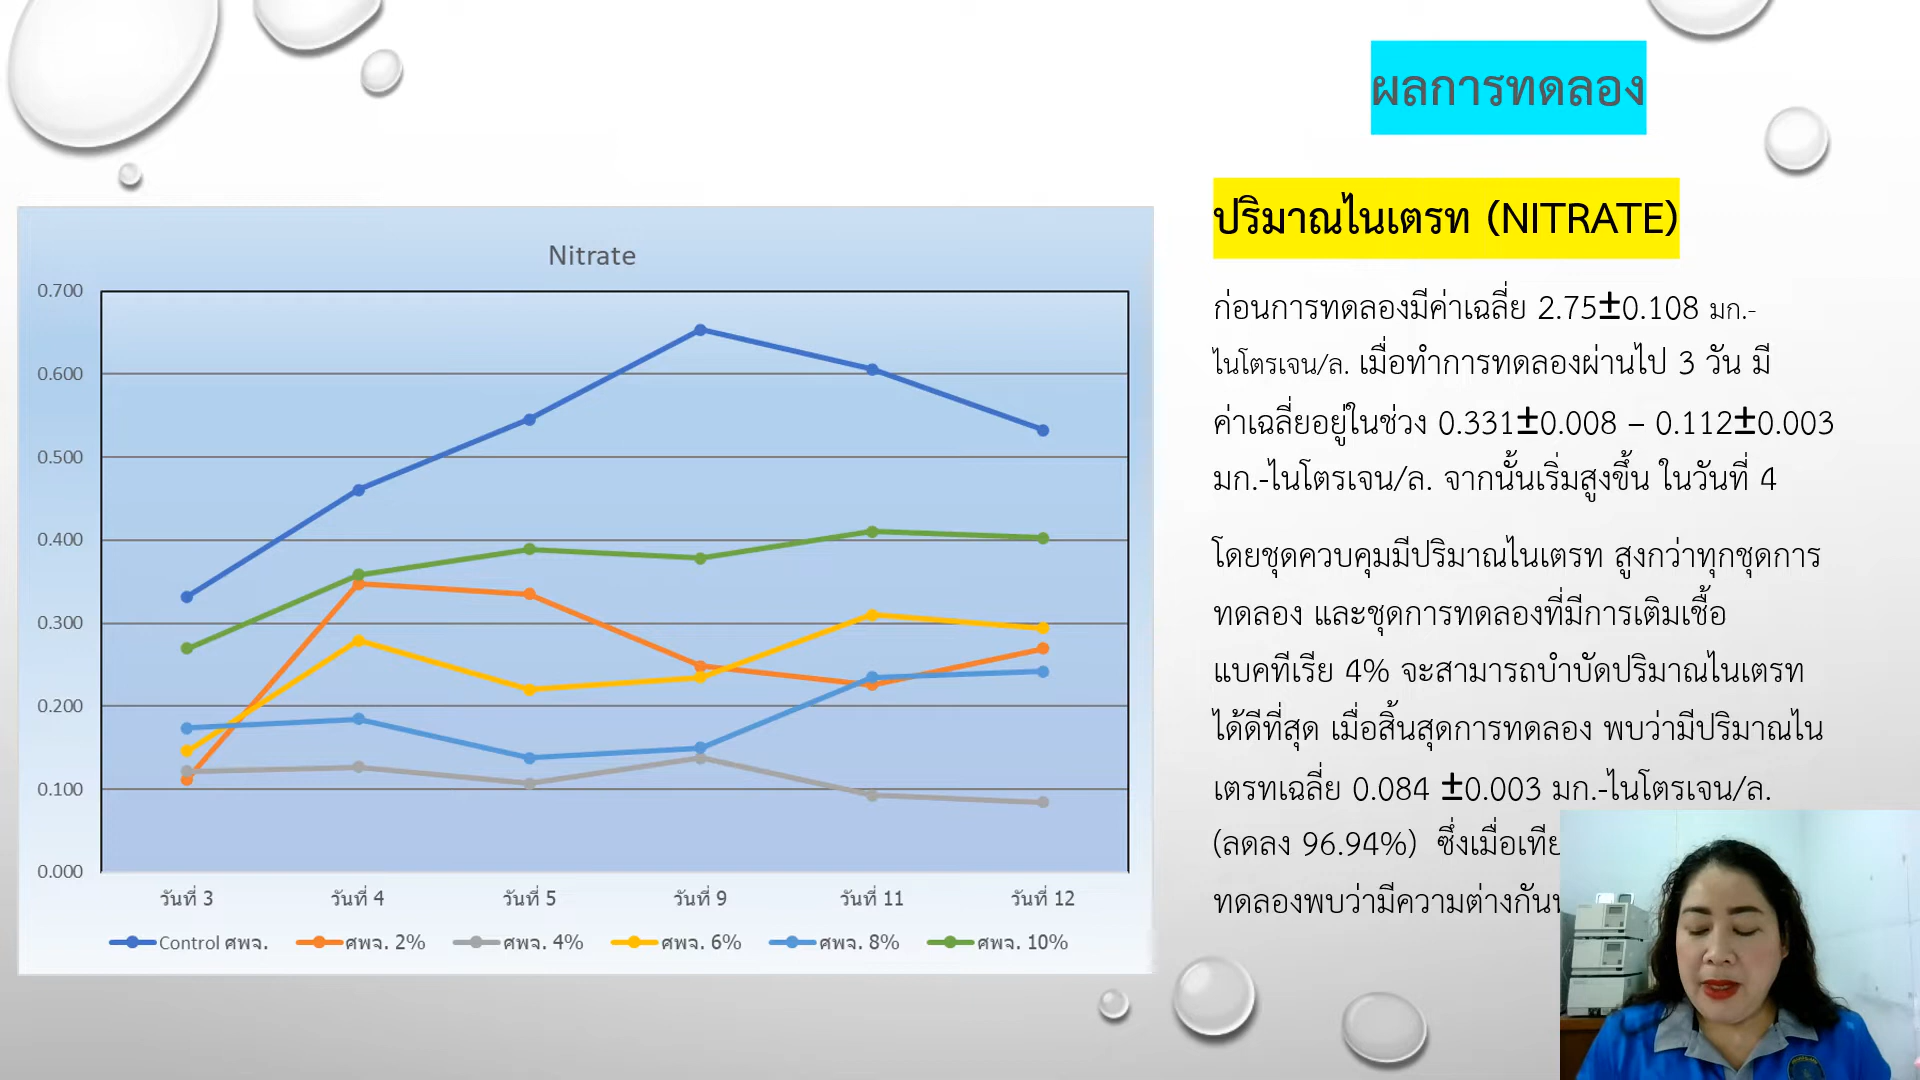 ผลการทดลอง
Nitrate
0.700
0.600
0.500
0.400
0.300
0.200
0.100
0.000
วันที่ 3 วันที่ 4 วันที่ 5 วันที่ 9 วันที่ 11 วันที่ 12
Control ศพจ. ศพจ. 2% ศพจ. 4% ศพจ. 6% ศพจ. 8% ศพจ. 10%
ปริมาณไนเตรท (NITRATE)
ก่อนการทดลองมีค่าเฉลี่ย 2.75±0.108 มก.-
ไนโตรเจน/ล. เมื่อทำการทดลองผ่านไป 3 วัน มี
ค่าเฉลี่ยอยู่ในช่วง 0.331±0.008 – 0.112±0.003
มก.-ไนโตรเจน/ล. จากนั้นเริ่มสูงขึ้น ในวันที่ 4
โดยชุดควบคุมมีปริมาณไนเตรท สูงกว่าทุกชุดการ
ทดลอง และชุดการทดลองที่มีการเติมเชื้อ
แบคทีเรีย 4% จะสามารถบำบัดปริมาณไนเตรท
ได้ดีที่สุด เมื่อสิ้นสุดการทดลอง พบว่ามีปริมาณไน
เตรทเฉลี่ย 0.084 ±0.003 มก.-ไนโตรเจน/ล.
(ลดลง 96.94%) ซึ่งเมื่อ
ทดลองพบว่ามีความต่างกัน